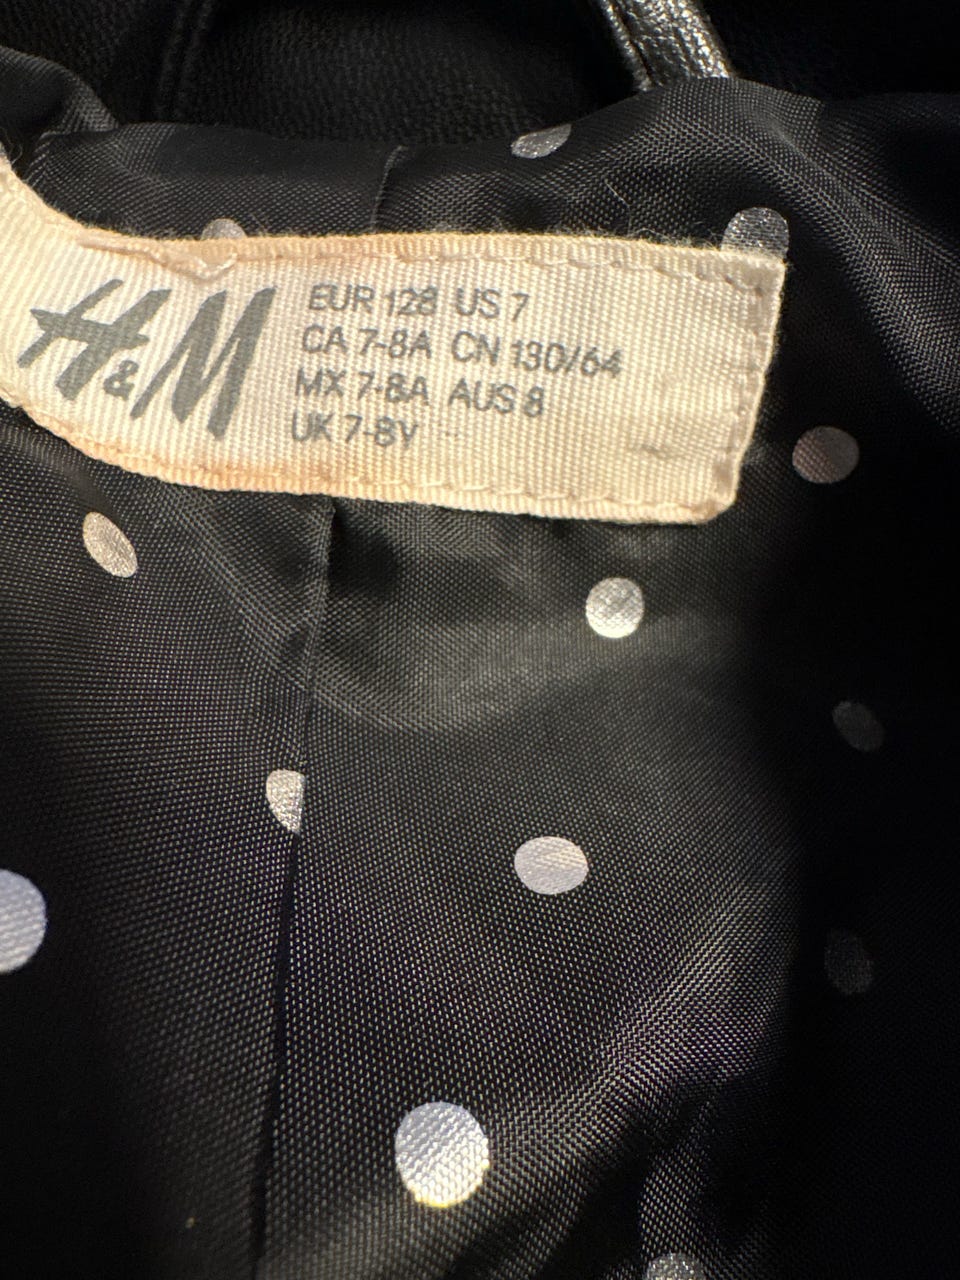 H&M
EUR 128 US 7
CA 7-8A CN 130/64
MX 7-8A AUS 8
UK 7-8Y